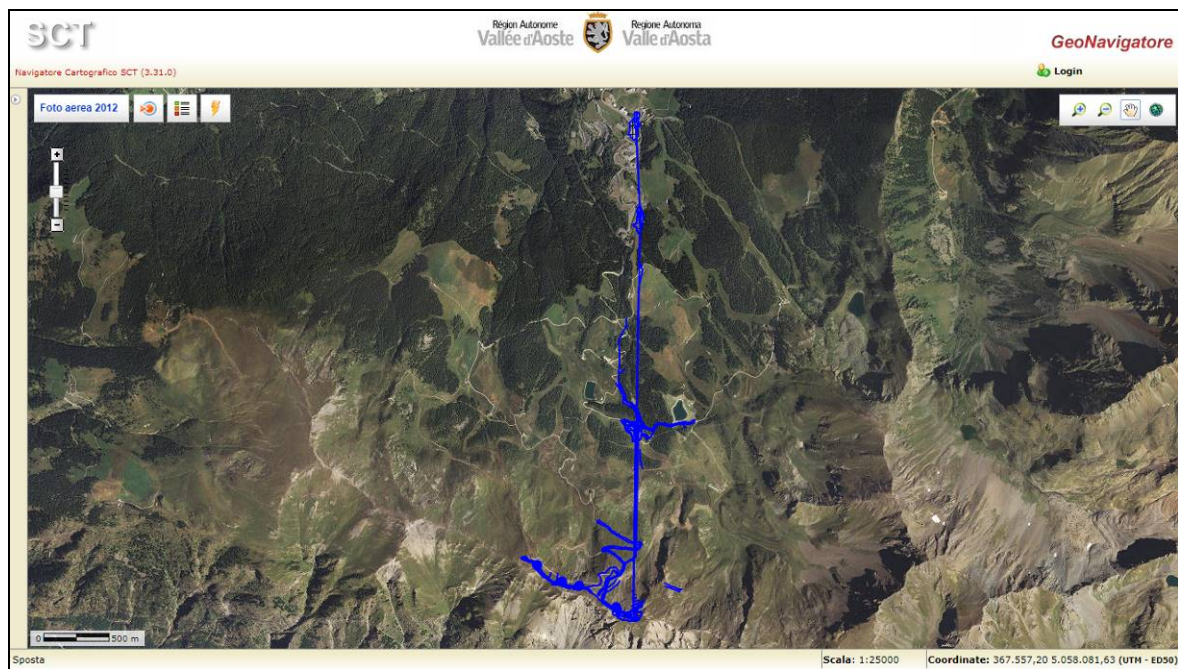 SCT
Région Autonome
Vallée d'Aoste
Regione Autonoma
Valle d'Aosta
GeoNavigatore
Navigatore Cartografico SCT (3.31.0)
Login
Foto aerea 2012
0 500 m
Sposta
Scala: 1:25000
Coordinate: 367.557,20 5.058.081,63 (UTM - ED50)